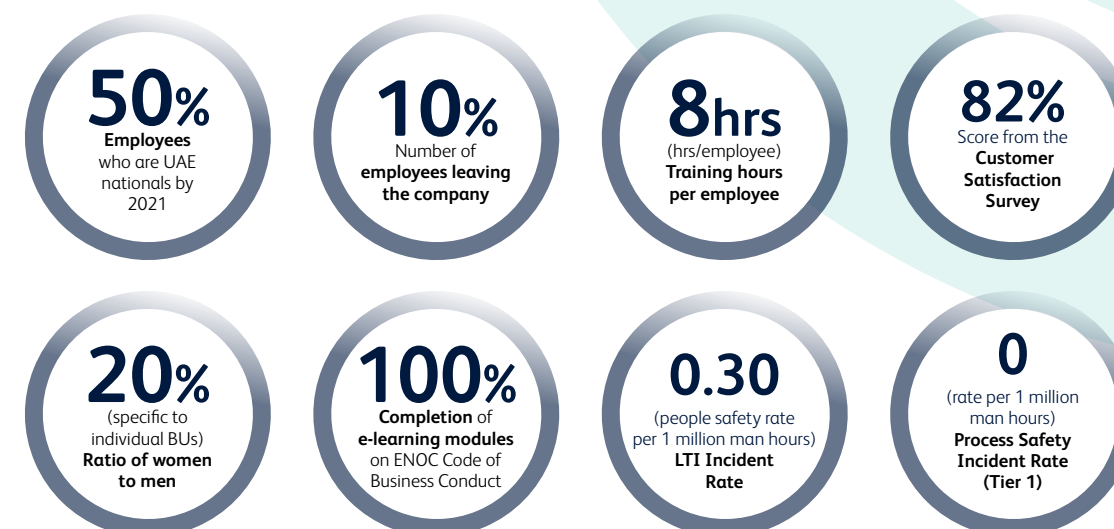 50%
Employees
who are UAE
nationals by
2021
10%
Number of
employees leaving
the company
8hrs
(hrs/employee)
Training hours
per employee
82%
Score from the
Customer
Satisfaction
Survey
20%
(specific to
individual BUs)
Ratio of women
to men
100%
Completion of
e-learning modules
on ENOC Code of
Business Conduct
0.30
(people safety rate
per 1 million man hours)
LTI Incident
Rate
0
(rate per 1 million
man hours)
Process Safety
Incident Rate
(Tier 1)